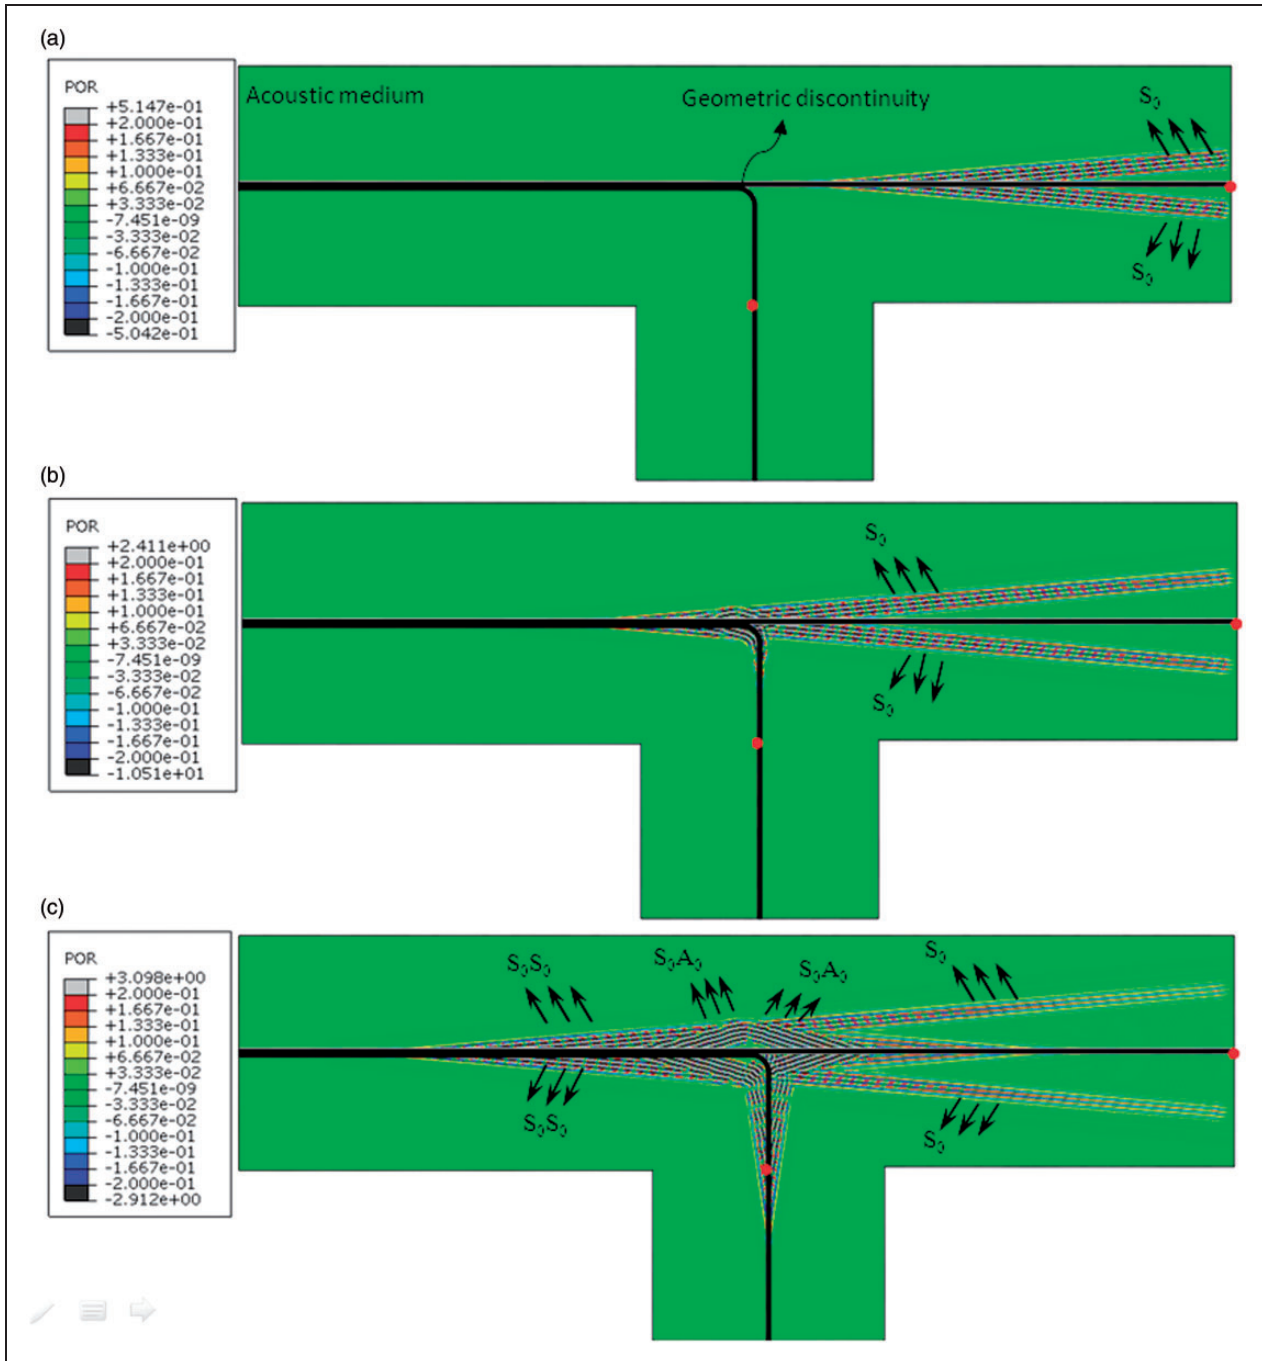 (a)
POR
+5.147e-01
+2.000e-01
+1.667e-01
+1.333e-01
+1.000e-01
+6.667e-02
+3.333e-02
-7.451e-09
-3.333e-02
-6.667e-02
-1.000e-01
-1.333e-01
-1.667e-01
-2.000e-01
-5.042e-01
Acoustic medium
Geometric discontinuity
S₀
S₀
(b)
POR
+2.411e+00
+2.000e-01
+1.667e-01
+1.333e-01
+1.000e-01
+6.667e-02
+3.333e-02
-7.451e-09
-3.333e-02
-6.667e-02
-1.000e-01
-1.333e-01
-1.667e-01
-2.000e-01
-1.051e+01
S₀
S₀
(c)
POR
+3.098e+00
+2.000e-01
+1.667e-01
+1.333e-01
+1.000e-01
+6.667e-02
+3.333e-02
-7.451e-09
-3.333e-02
-6.667e-02
-1.000e-01
-1.333e-01
-1.667e-01
-2.000e-01
-2.912e+00
S₀S₀
S₀A₀
S₀A₀
S₀
S₀S₀
S₀